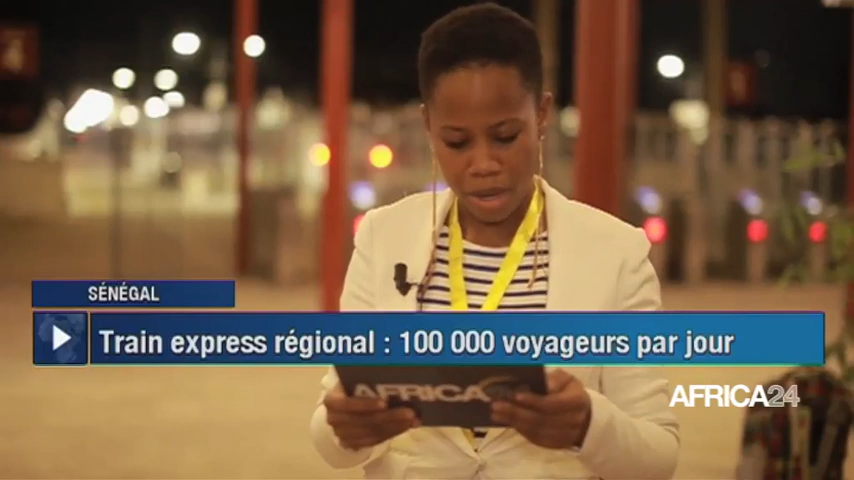 SÉNÉGAL
Train express régional : 100 000 voyageurs par jour
AFRICA24
AFRICA